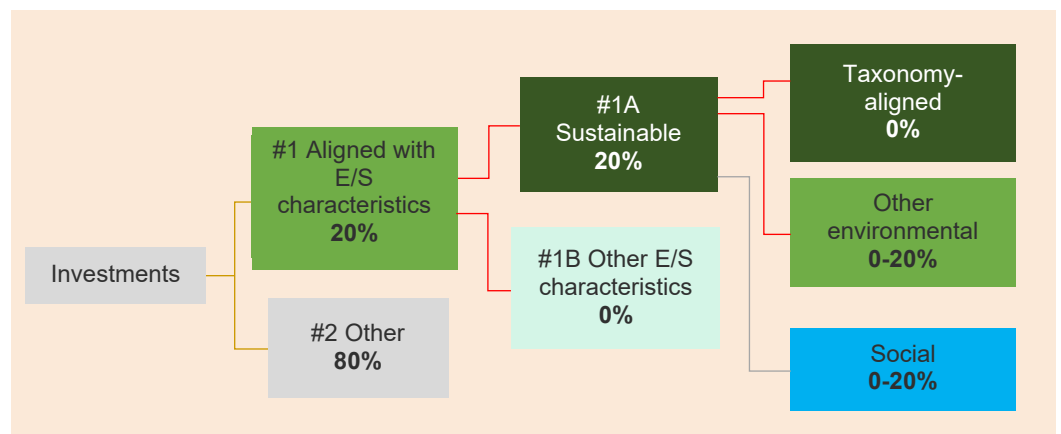 Investments
#1 Aligned with
E/S
characteristics
20%
#2 Other
80%
#1A
Sustainable
20%
#1B Other E/S
characteristics
0%
Taxonomy-
aligned
0%
Other
environmental
0-20%
Social
0-20%